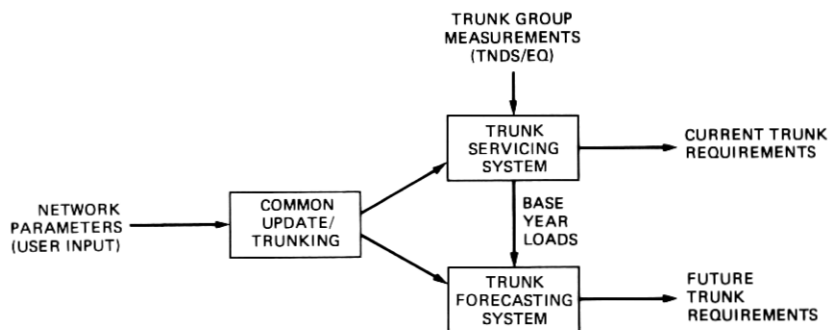 TRUNK GROUP
MEASUREMENTS
(TNDS/EQ)
TRUNK
SERVICING
SYSTEM
CURRENT TRUNK
REQUIREMENTS
NETWORK
PARAMETERS
(USER INPUT)
COMMON
UPDATE/
TRUNKING
BASE
YEAR
LOADS
TRUNK
FORECASTING
SYSTEM
FUTURE
TRUNK
REQUIREMENTS